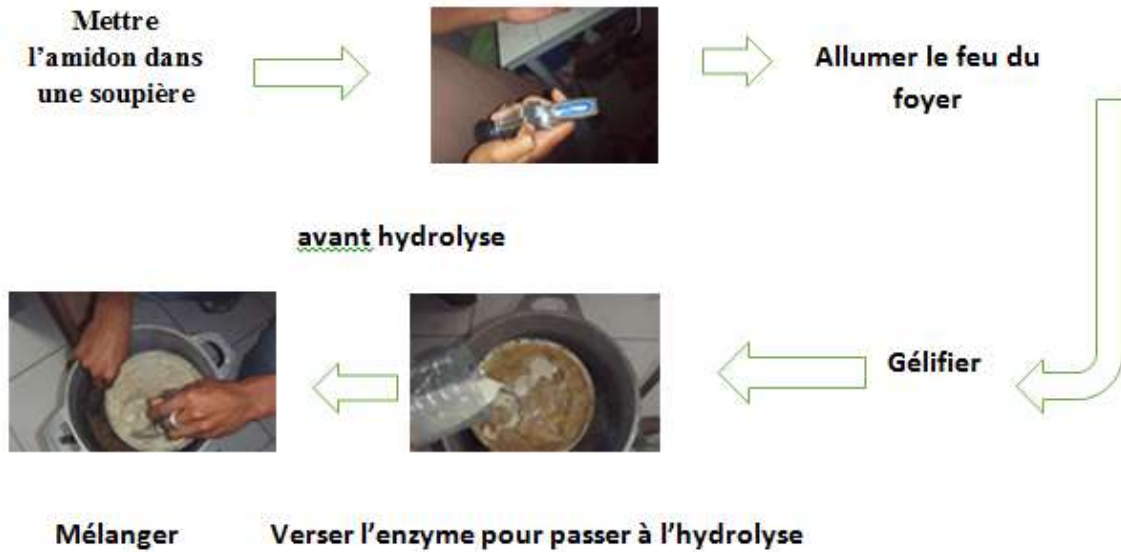 Mettre
l'amidon dans
une soupière
Allumer le feu du
foyer
avant hydrolyse
Gélifier
Mélanger
Verser l'enzyme pour passer à l'hydrolyse